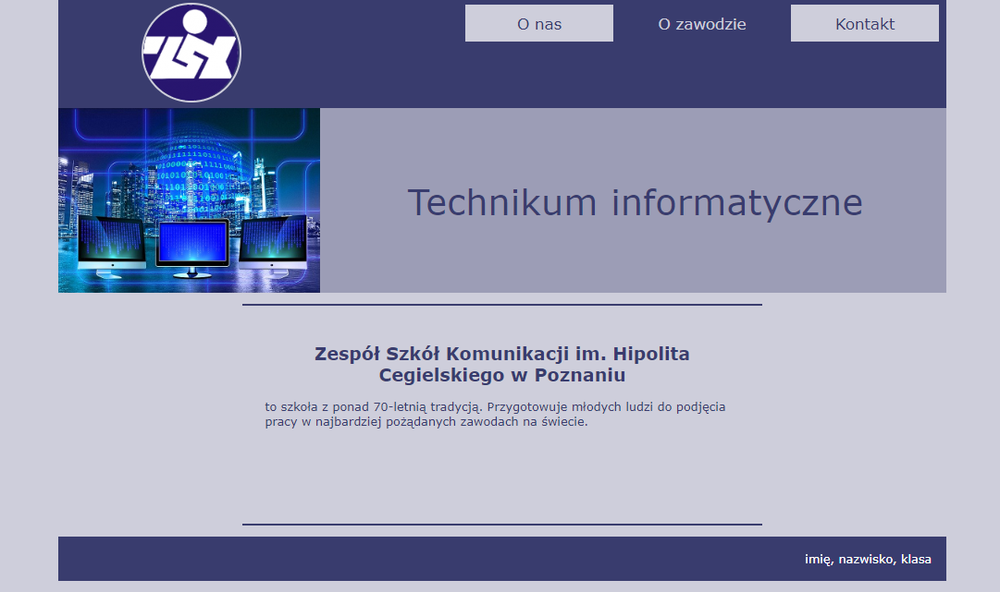 ZSK
O nas
O zawodzie
Kontakt
Technikum informatyczne
Zespół Szkół Komunikacji im. Hipolita
Cegielskiego w Poznaniu
to szkoła z ponad 70-letnią tradycją. Przygotowuje młodych ludzi do podjęcia
pracy w najbardziej pożądanych zawodach na świecie.
imię, nazwisko, klasa